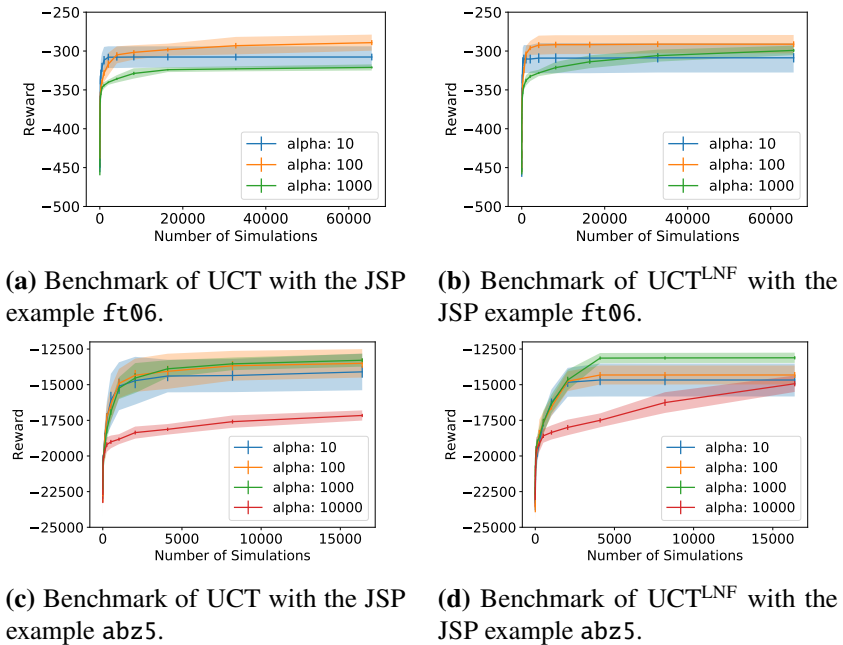 −300
−350
−400
−450
−500
Reward
0
20000
40000
60000
Number of Simulations
alpha: 10
alpha: 100
alpha: 1000
−300
−350
−400
−450
−500
Reward
0
20000
40000
60000
Number of Simulations
alpha: 10
alpha: 100
alpha: 1000
(a) Benchmark of UCT with the JSP
example ft06.
(b) Benchmark of UCT^LNF with the
JSP example ft06.
−12500
−15000
−17500
−20000
−22500
−25000
Reward
0
5000
10000
15000
Number of Simulations
alpha: 10
alpha: 100
alpha: 1000
alpha: 10000
−12500
−15000
−17500
−20000
−22500
−25000
Reward
0
5000
10000
15000
Number of Simulations
alpha: 10
alpha: 100
alpha: 1000
alpha: 10000
(c) Benchmark of UCT with the JSP
example abz5.
(d) Benchmark of UCT^LNF with the
JSP example abz5.